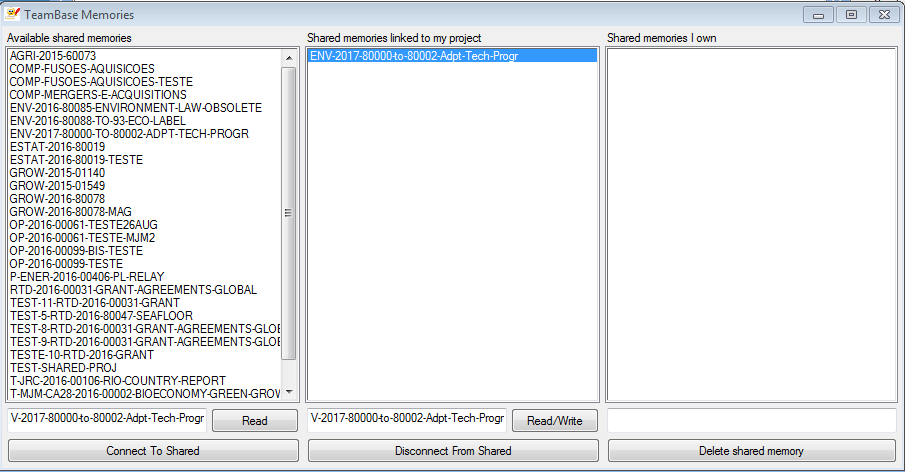 TeamBase Memories
Available shared memories
AGRI-2015-60073
COMP-FUSOES-AQUISICOES
COMP-FUSOES-AQUISICOES-TESTE
COMP-MERGERS-E-ACQUISITIONS
ENV-2016-80085-ENVIRONMENT-LAW-OBSOLETE
ENV-2016-80088-TO-93-ECO-LABEL
ENV-2017-80000-TO-80002-ADPT-TECH-PROGR
ESTAT-2016-80019
ESTAT-2016-80019-TESTE
GROW-2015-01140
GROW-2015-01549
GROW-2016-80078
GROW-2016-80078-MAG
OP-2016-00061-TESTE26AUG
OP-2016-00061-TESTE-MJM2
OP-2016-00099-BIS-TESTE
OP-2016-00099-TESTE
P-ENER-2016-00406-PL-RELAY
RTD-2016-00031-GRANT-AGREEMENTS-GLOBAL
TEST-11-RTD-2016-00031-GRANT
TEST-5-RTD-2016-80047-SEAFLOOR
TEST-8-RTD-2016-00031-GRANT-AGREEMENTS-GLOE
TEST-9-RTD-2016-00031-GRANT-AGREEMENTS-GLOE
TESTE-10-RTD-2016-GRANT
TEST-SHARED-PROJ
T-JRC-2016-00106-RIO-COUNTRY-REPORT
T-MJM-CA28-2016-00002-BIOECONOMY-GREEN-GROW
V-2017-80000-to-80002-Adpt-Tech-Progr
Read
Connect To Shared
Shared memories linked to my project
ENV-2017-80000-to-80002-Adpt-Tech-Progr
V-2017-80000-to-80002-Adpt-Tech-Progr
Read/Write
Disconnect From Shared
Shared memories I own
Delete shared memory